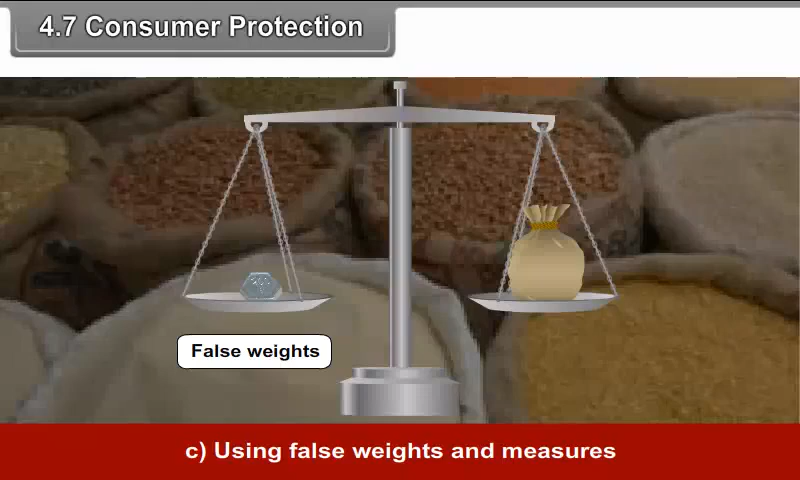 4.7 Consumer Protection
False weights
c) Using false weights and measures